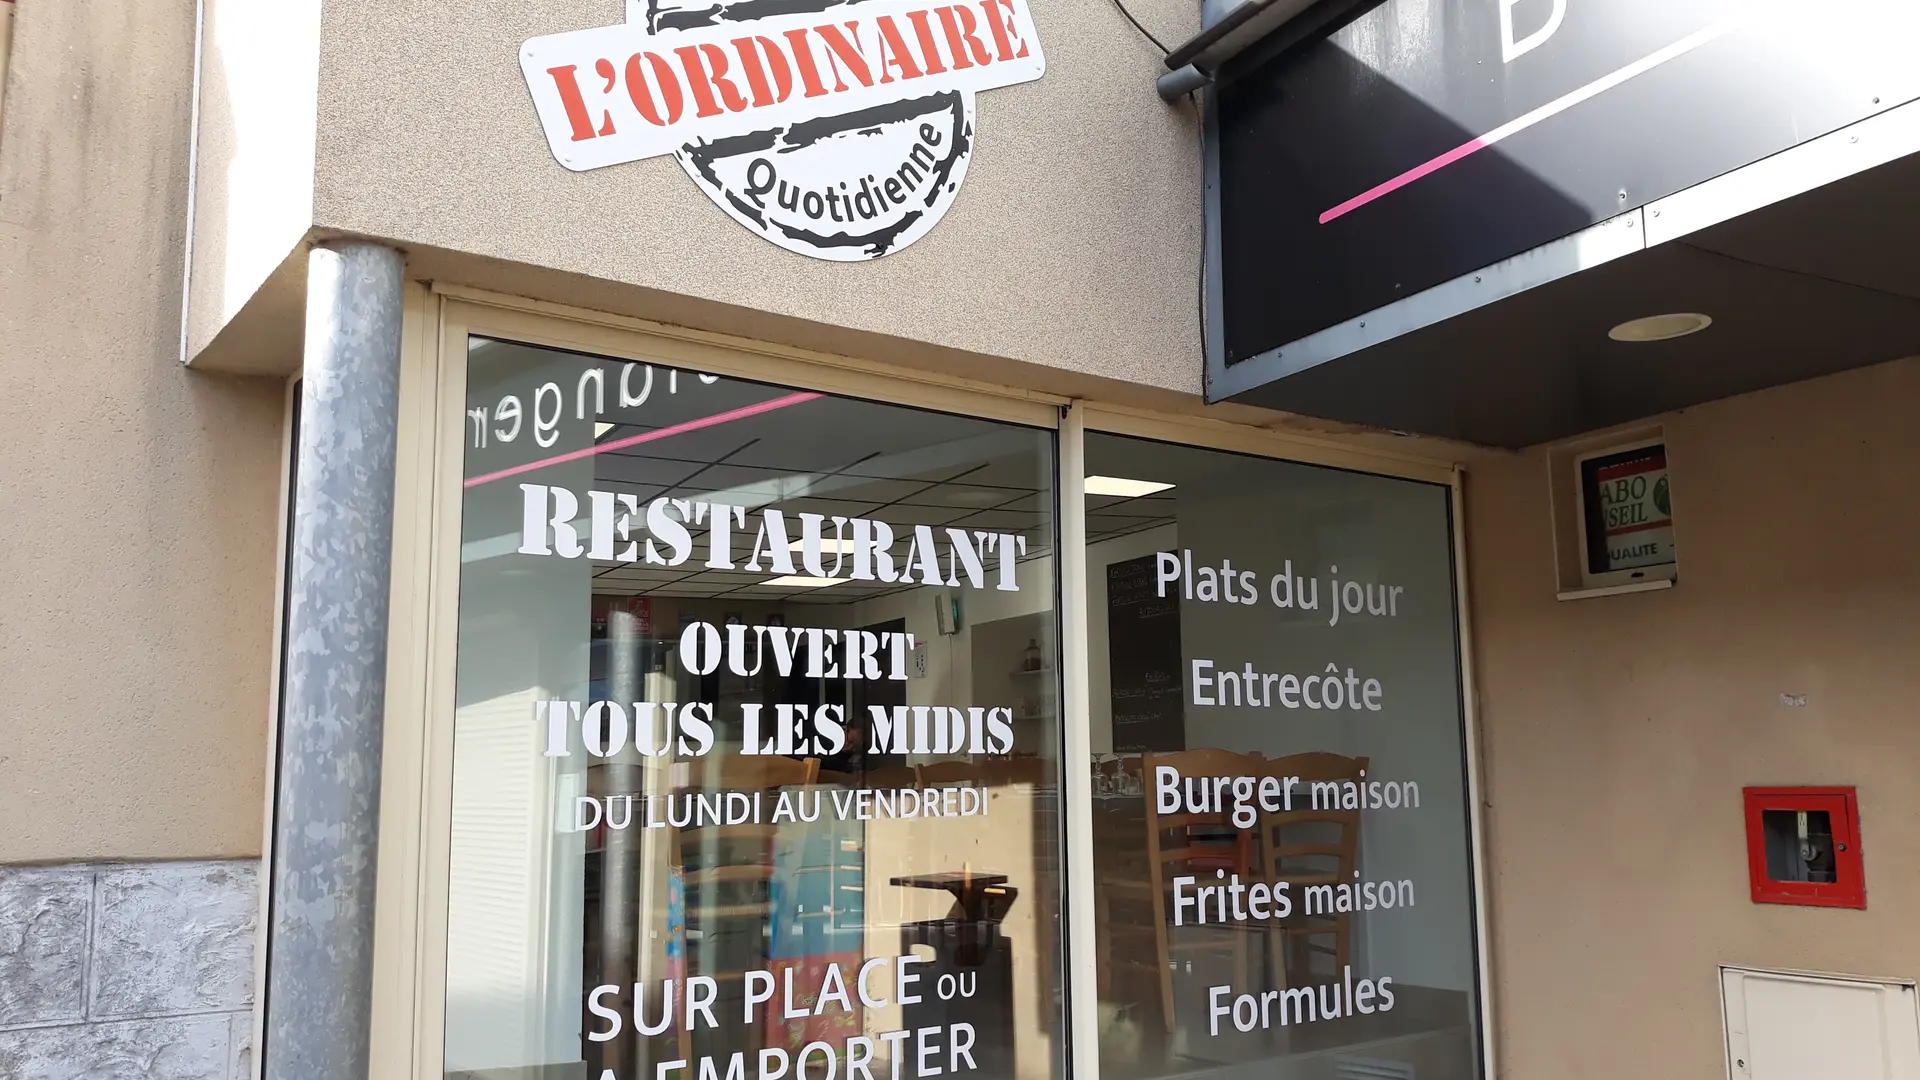 L'ORDINAIRE
Quotidienne
RESTAURANT
OUVERT
TOUS LES MIDIS
DU LUNDI AU VENDREDI
SUR PLACE OU
A EMPORTER
Plats du jour
Entrecôte
Burger maison
Frites maison
Formules